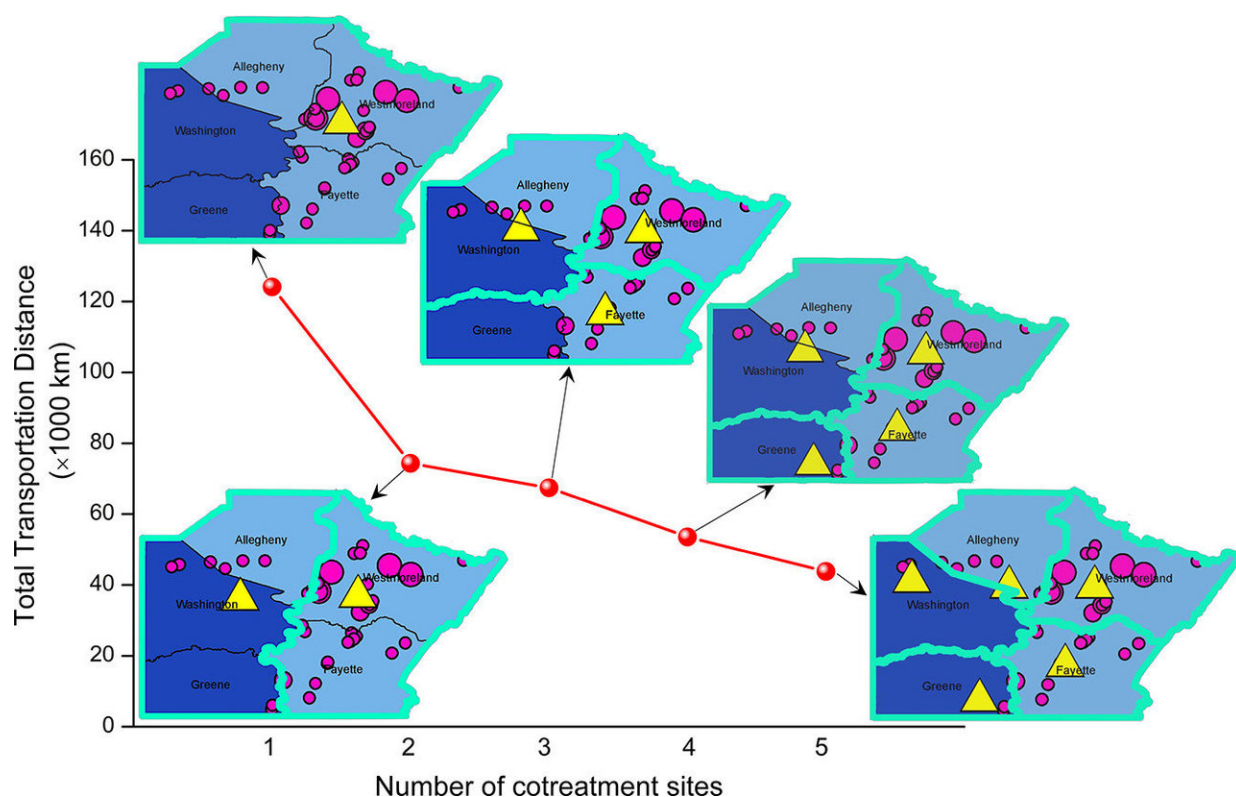 Allegheny
Westmoreland
Washington
Greene
Fayette
Allegheny
Westmoreland
Washington
Greene
Fayette
Allegheny
Westmoreland
Washington
Greene
Fayette
Allegheny
Westmoreland
Washington
Greene
Fayette
Allegheny
Westmoreland
Washington
Greene
Fayette
Total Transportation Distance
(×1000 km)
160
140
120
100
80
60
40
20
0
1 2 3 4 5
Number of cotreatment sites